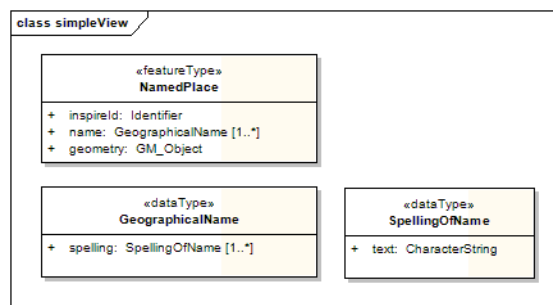 class simpleView
«featureType»
NamedPlace
+ inspireId: Identifier
+ name: GeographicalName [1..*]
+ geometry: GM_Object
«dataType»
GeographicalName
+ spelling: SpellingOfName [1..*]
«dataType»
SpellingOfName
+ text: CharacterString